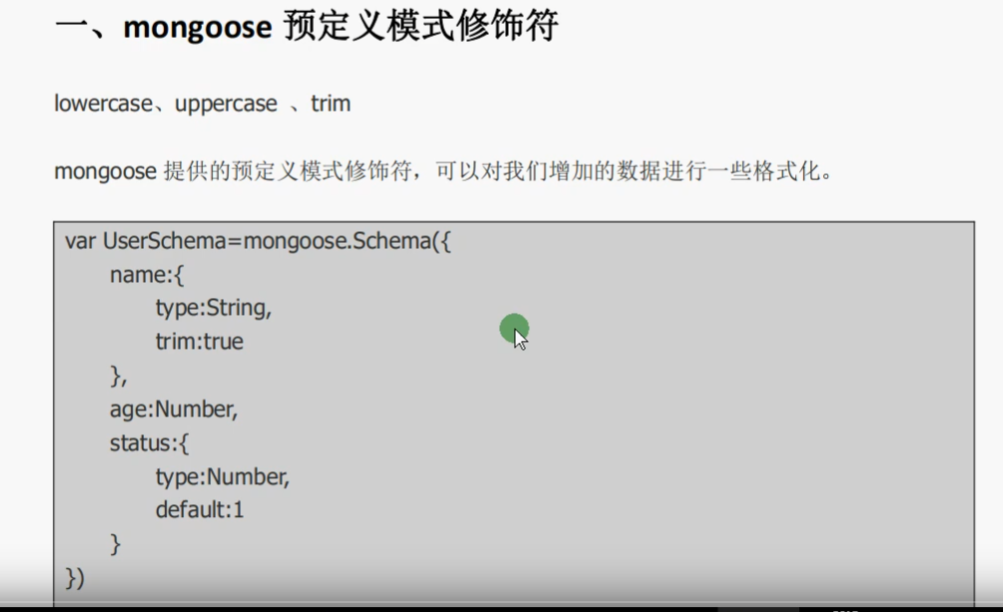 一、mongoose 预定义模式修饰符
lowercase、uppercase 、trim
mongoose 提供的预定义模式修饰符，可以对我们增加的数据进行一些格式化。
var UserSchema=mongoose.Schema({
name:{
type:String,
trim:true
},
age:Number,
status:{
type:Number,
default:1
}
})